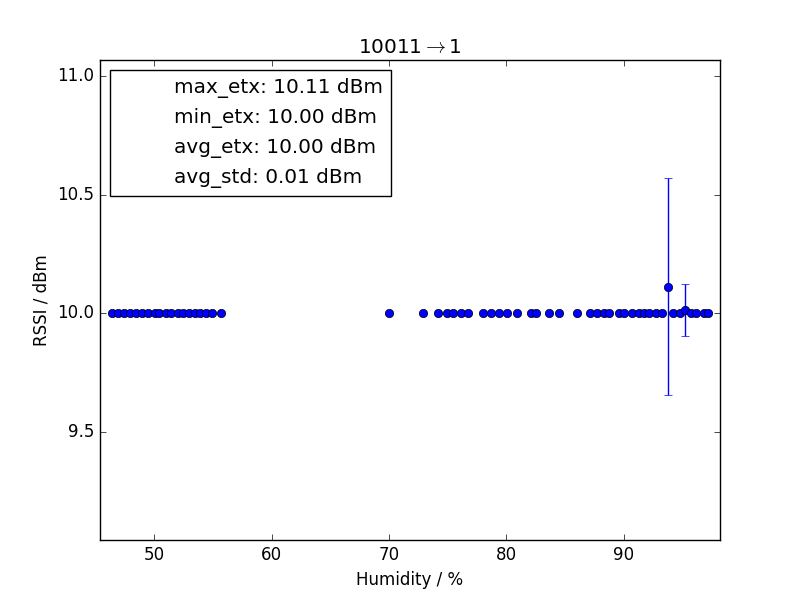 10011→1
max_etx: 10.11 dBm
min_etx: 10.00 dBm
avg_etx: 10.00 dBm
avg_std: 0.01 dBm
11.0
10.5
10.0
9.5
RSSI / dBm
50 60 70 80 90
Humidity / %